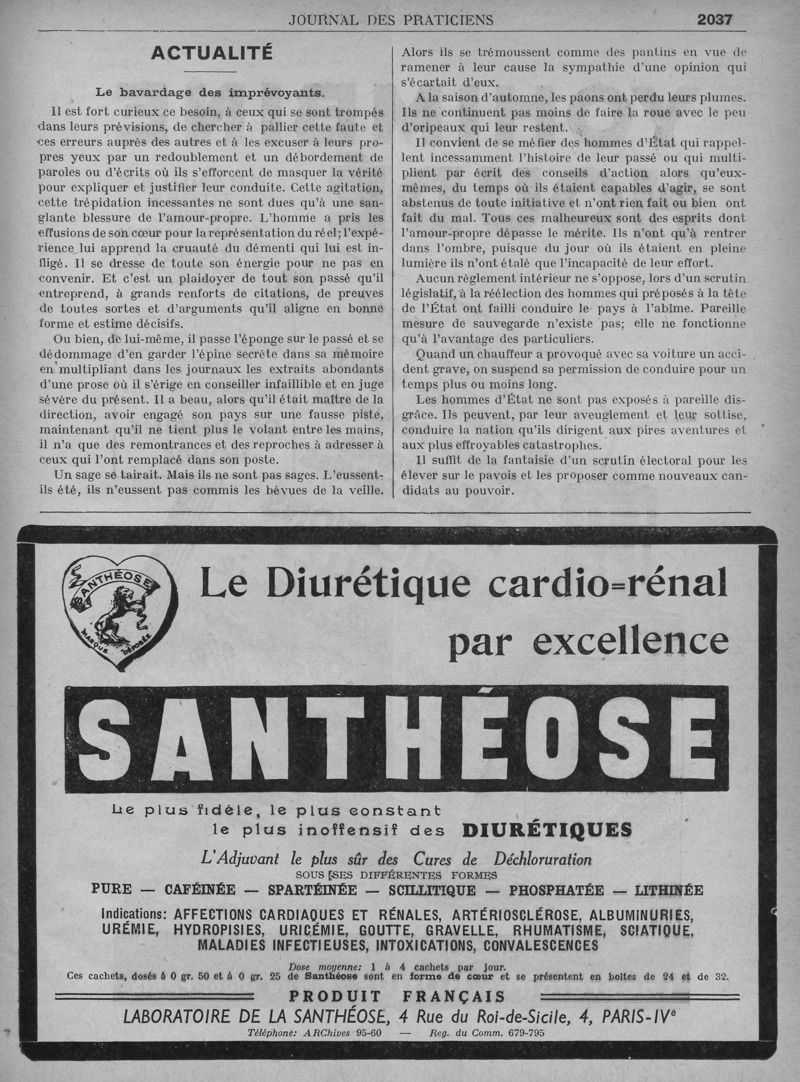 JOURNAL DES PRATICIENS 2037
ACTUALITÉ
Le bavardage des imprévoyants.
Il est fort curieux ce besoin, à ceux qui se sont trompés
dans leurs prévisions, de chercher à pallier cette faute et
ces erreurs auprès des autres et à les excuser à leurs pro-
pres yeux par un redoublement et un débordement de
paroles ou d'écrits où ils s'efforcent de masquer la vérité
pour expliquer et justifier leur conduite. Cette agitation,
cette trépidation incessantes ne sont dues qu'à une san-
glante blessure de l'amour-propre. L'homme a pris les
effusions de son cœur pour la représentation du réel; l'expé-
rience lui apprend la cruauté du démenti qui lui est in-
fligé. Il se dresse de toute son énergie pour ne pas en
convenir. Et c'est un plaidoyer de tout son passé qu'il
entreprend, à grands renforts de citations, de preuves
de toutes sortes et d'arguments qu'il aligne en bonne
forme et estime décisifs.
Ou bien, de lui-même, il passe l'éponge sur le passé et se
dédommage d'en garder l'épine secrète dans sa mémoire
en multipliant dans les journaux les extraits abondants
d'une prose où il s'érige en conseiller infaillible et en juge
sévère du présent. Il a beau, alors qu'il était maître de la
direction, avoir engagé son pays sur une fausse piste,
maintenant qu'il ne tient plus le volant entre les mains,
il n'a que des remontrances et des reproches à adresser à
ceux qui l'ont remplacé dans son poste.
Un sage se tairait. Mais ils ne sont pas sages. L'eussent-
ils été, ils n'eussent pas commis les bévues de la veille.
Alors ils se trémoussent comme des pantins en vue de
ramener à leur cause la sympathie d'une opinion qui
s'écartait d'eux.
A la saison d'automne, les paons ont perdu leurs plumes.
Ils ne continuent pas moins de faire la roue avec le peu
d'oripeaux qui leur restent.
Il convient de se méfier des hommes d'État qui rappel-
lent incessamment l'histoire de leur passé ou qui multi-
plient par écrit des conseils d'action alors qu'eux-
mêmes, du temps où ils étaient capables d'agir, se sont
abstenus de toute initiative et n'ont rien fait ou bien ont
fait du mal. Tous ces malheureux sont des esprits dont
l'amour-propre dépasse le mérite. Ils n'ont qu'à rentrer
dans l'ombre, puisque du jour où ils étaient en pleine
lumière ils n'ont étalé que l'incapacité de leur effort.
Aucun règlement intérieur ne s'oppose, lors d'un scrutin
législatif, à la réélection des hommes qui préposés à la tête
de l'État ont failli conduire le pays à l'abîme. Pareille
mesure de sauvegarde n'existe pas; elle ne fonctionne
qu'à l'avantage des particuliers.
Quand un chauffeur a provoqué avec sa voiture un acci-
dent grave, on suspend sa permission de conduire pour un
temps plus ou moins long.
Les hommes d'État ne sont pas exposés à pareille dis-
grâce. Ils peuvent, par leur aveuglement et leur sottise,
conduire la nation qu'ils dirigent aux pires aventures et
aux plus effroyables catastrophes.
Il suffit de la fantaisie d'un scrutin électoral pour les
élever sur le pavois et les proposer comme nouveaux can-
didats au pouvoir.
SANTHÉOSE
MARQUE DÉPOSÉE
Le Diurétique cardio-rénal
par excellence
SANTHÉOSE
Le plus fidèle, le plus constant
le plus inoffensif des DIURÉTIQUES
L'Adjuvant le plus sûr des Cures de Déchloruration
SOUS SES DIFFÉRENTES FORMES
PURE — CAFÉINÉE — SPARTÉINÉE — SCILLITIQUE — PHOSPHATÉE — LITHINÉE
Indications: AFFECTIONS CARDIAQUES ET RÉNALES, ARTÉRIOSCLÉROSE, ALBUMINURIES,
URÉMIE, HYDROPISIES, URICÉMIE, GOUTTE, GRAVELLE, RHUMATISME, SCIATIQUE,
MALADIES INFECTIEUSES, INTOXICATIONS, CONVALESCENCES
Dose moyenne: 1 à 4 cachets par jour.
Ces cachets, dosés à 0 gr. 50 et à 0 gr. 25 de Santhéose sont en forme de cœur et se présentent en boîtes de 24 et de 32.
PRODUIT FRANÇAIS
LABORATOIRE DE LA SANTHÉOSE, 4 Rue du Roi-de-Sicile, 4, PARIS-IVe
Téléphone: ARChives 95-60 — Reg. du Comm. 679-795